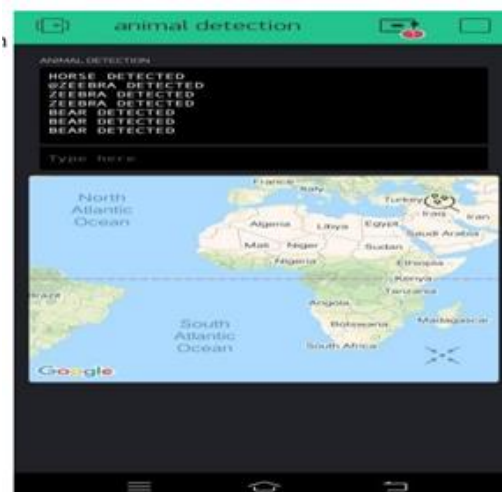 animal detection
ANIMAL DETECTION
HORSE DETECTED
@ZEEBRA DETECTED
ZEEBRA DETECTED
ZEEBRA DETECTED
BEAR DETECTED
BEAR DETECTED
BEAR DETECTED
Type here
France
Italy
North
Atlantic
Ocean
Turkey
Algeria
Libya
Egypt
Iraq
Iran
Saudi Arabia
Mali
Niger
Sudan
Nigeria
Ethiopia
Kenya
Brazil
Tanzania
Angola
South
Atlantic
Ocean
Botswana
Madagascar
South Africa
Google